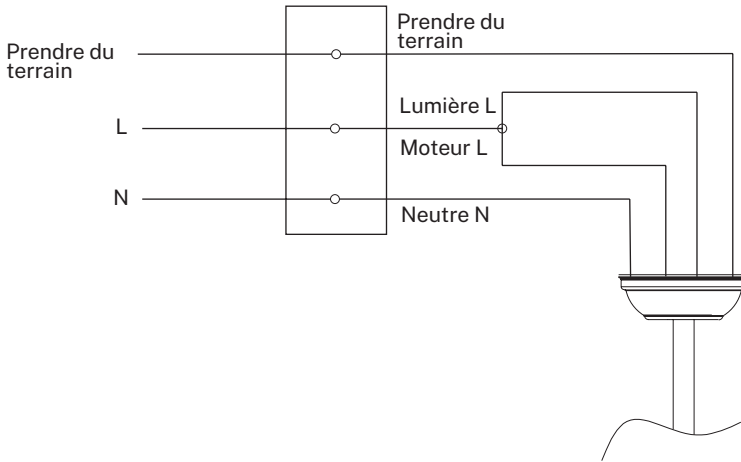 Prendre du
terrain
Prendre du
terrain
Lumière L
L
Moteur L
N
Neutre N